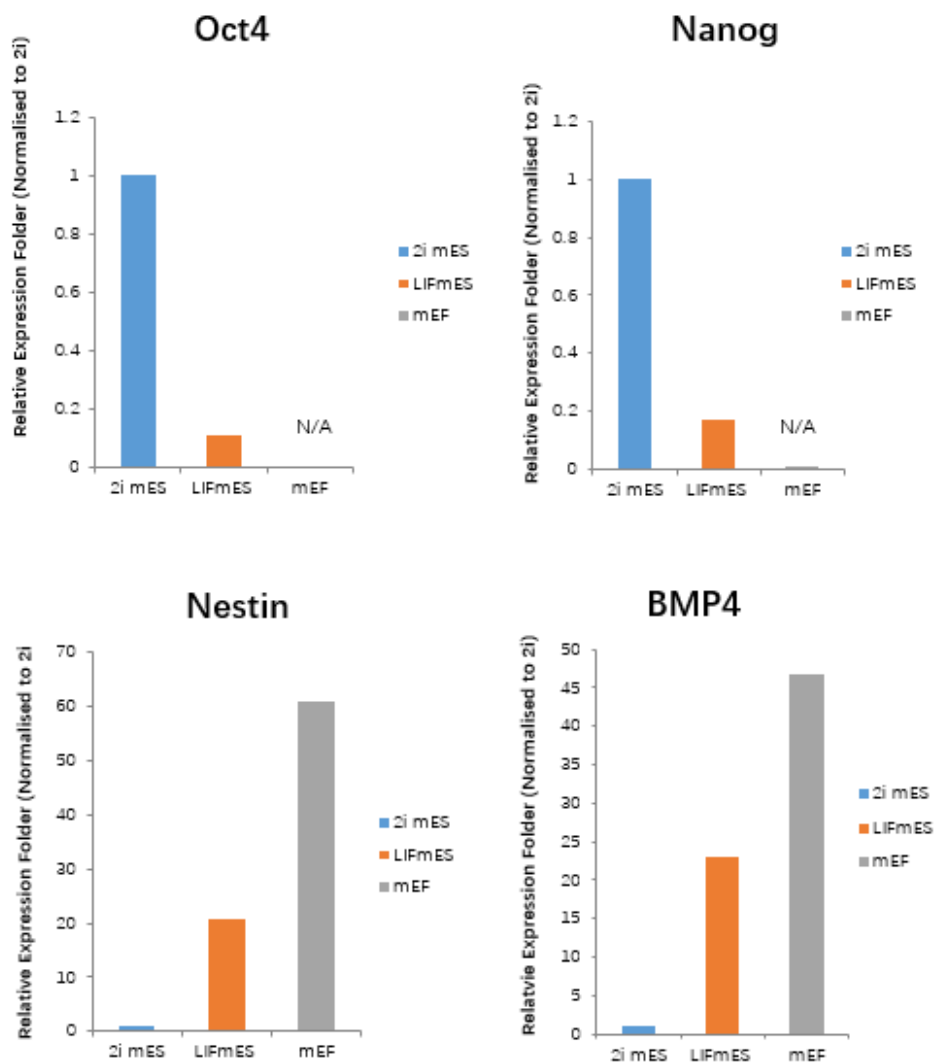 Oct4
Relative Expression Folder (Normalised to 2i)
1.2
1
0.8
0.6
0.4
0.2
0
N/A
2i mES
LIFmES
mEF
2i mES
LIFmES
mEF
Nanog
Relative Expression Folder (Normalised to 2i)
1.2
1
0.8
0.6
0.4
0.2
0
N/A
2i mES
LIFmES
mEF
2i mES
LIFmES
mEF
Nestin
Relative Expression Folder (Normalised to 2i
70
60
50
40
30
20
10
0
2i mES
LIFmES
mEF
2i mES
LIFmES
mEF
BMP4
Relatvie Expression Folder (Normalised to 2i)
50
45
40
35
30
25
20
15
10
5
0
2i mES
LIFmES
mEF
2i mES
LIFmES
mEF